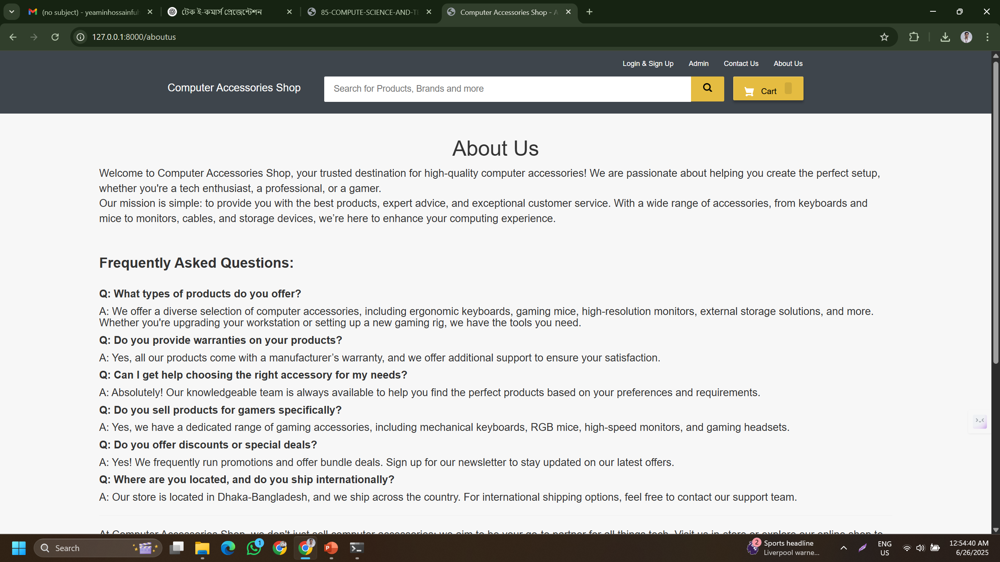 (no subject) - yeaminhossainfuh
টেক ই-কমার্স প্রেজেন্টেশন
85-COMPUTE-SCIENCE-AND-TE
Computer Accessories Shop - A
127.0.0.1:8000/aboutus
Login & Sign Up
Admin
Contact Us
About Us
Computer Accessories Shop
Search for Products, Brands and more
Cart
About Us
Welcome to Computer Accessories Shop, your trusted destination for high-quality computer accessories! We are passionate about helping you create the perfect setup,
whether you're a tech enthusiast, a professional, or a gamer.
Our mission is simple: to provide you with the best products, expert advice, and exceptional customer service. With a wide range of accessories, from keyboards and
mice to monitors, cables, and storage devices, we’re here to enhance your computing experience.
Frequently Asked Questions:
Q: What types of products do you offer?
A: We offer a diverse selection of computer accessories, including ergonomic keyboards, gaming mice, high-resolution monitors, external storage solutions, and more.
Whether you're upgrading your workstation or setting up a new gaming rig, we have the tools you need.
Q: Do you provide warranties on your products?
A: Yes, all our products come with a manufacturer’s warranty, and we offer additional support to ensure your satisfaction.
Q: Can I get help choosing the right accessory for my needs?
A: Absolutely! Our knowledgeable team is always available to help you find the perfect products based on your preferences and requirements.
Q: Do you sell products for gamers specifically?
A: Yes, we have a dedicated range of gaming accessories, including mechanical keyboards, RGB mice, high-speed monitors, and gaming headsets.
Q: Do you offer discounts or special deals?
A: Yes! We frequently run promotions and offer bundle deals. Sign up for our newsletter to stay updated on our latest offers.
Q: Where are you located, and do you ship internationally?
A: Our store is located in Dhaka-Bangladesh, and we ship across the country. For international shipping options, feel free to contact our support team.
At Computer Accessories Shop, we don't just sell computer accessories; we aim to be your go-to partner for all things tech. Visit us in-store or explore our online shop to
Search
1
P
2
Sports headline
Liverpool warne...
ENG
US
12:54:40 AM
6/26/2025